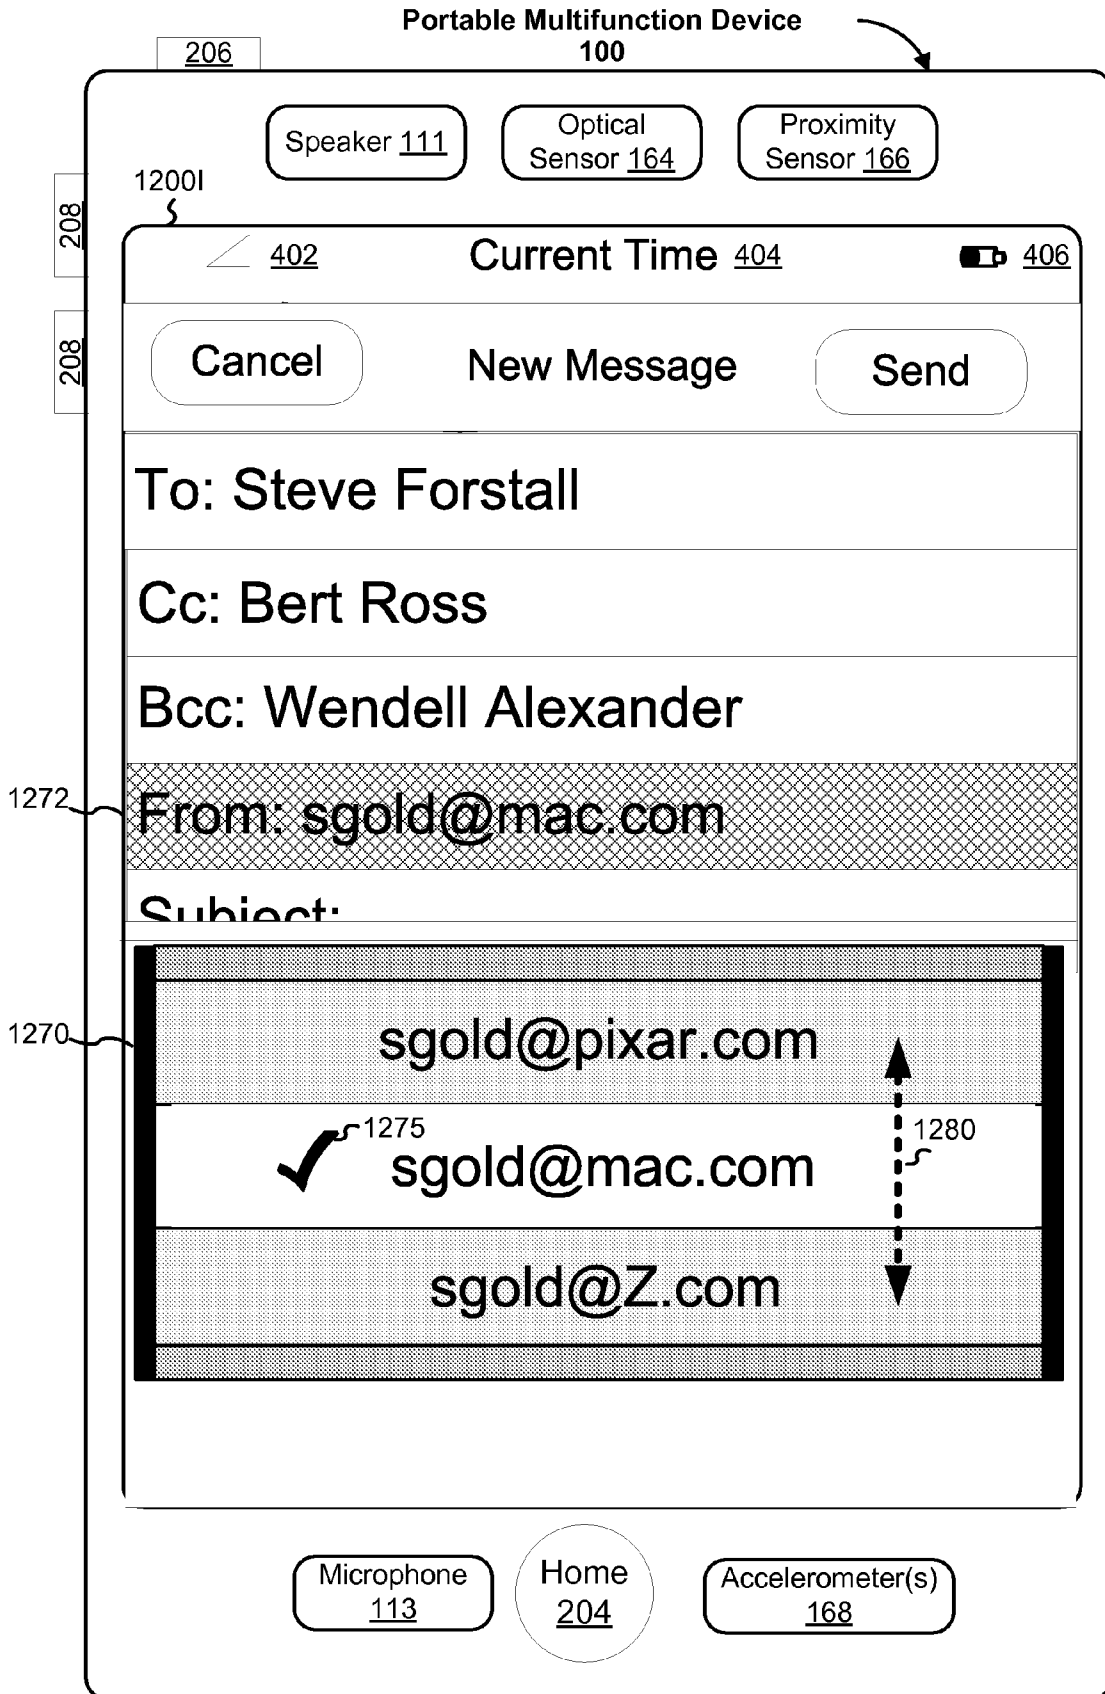 Portable Multifunction Device
100
206
Speaker 111
Optical
Sensor 164
Proximity
Sensor 166
1200I
208
402
Current Time 404
406
208
Cancel
New Message
Send
To: Steve Forstall
Cc: Bert Ross
Bcc: Wendell Alexander
1272
From: sgold@mac.com
Subject:
1270
sgold@pixar.com
1275
1280
sgold@mac.com
sgold@Z.com
Microphone
113
Home
204
Accelerometer(s)
168